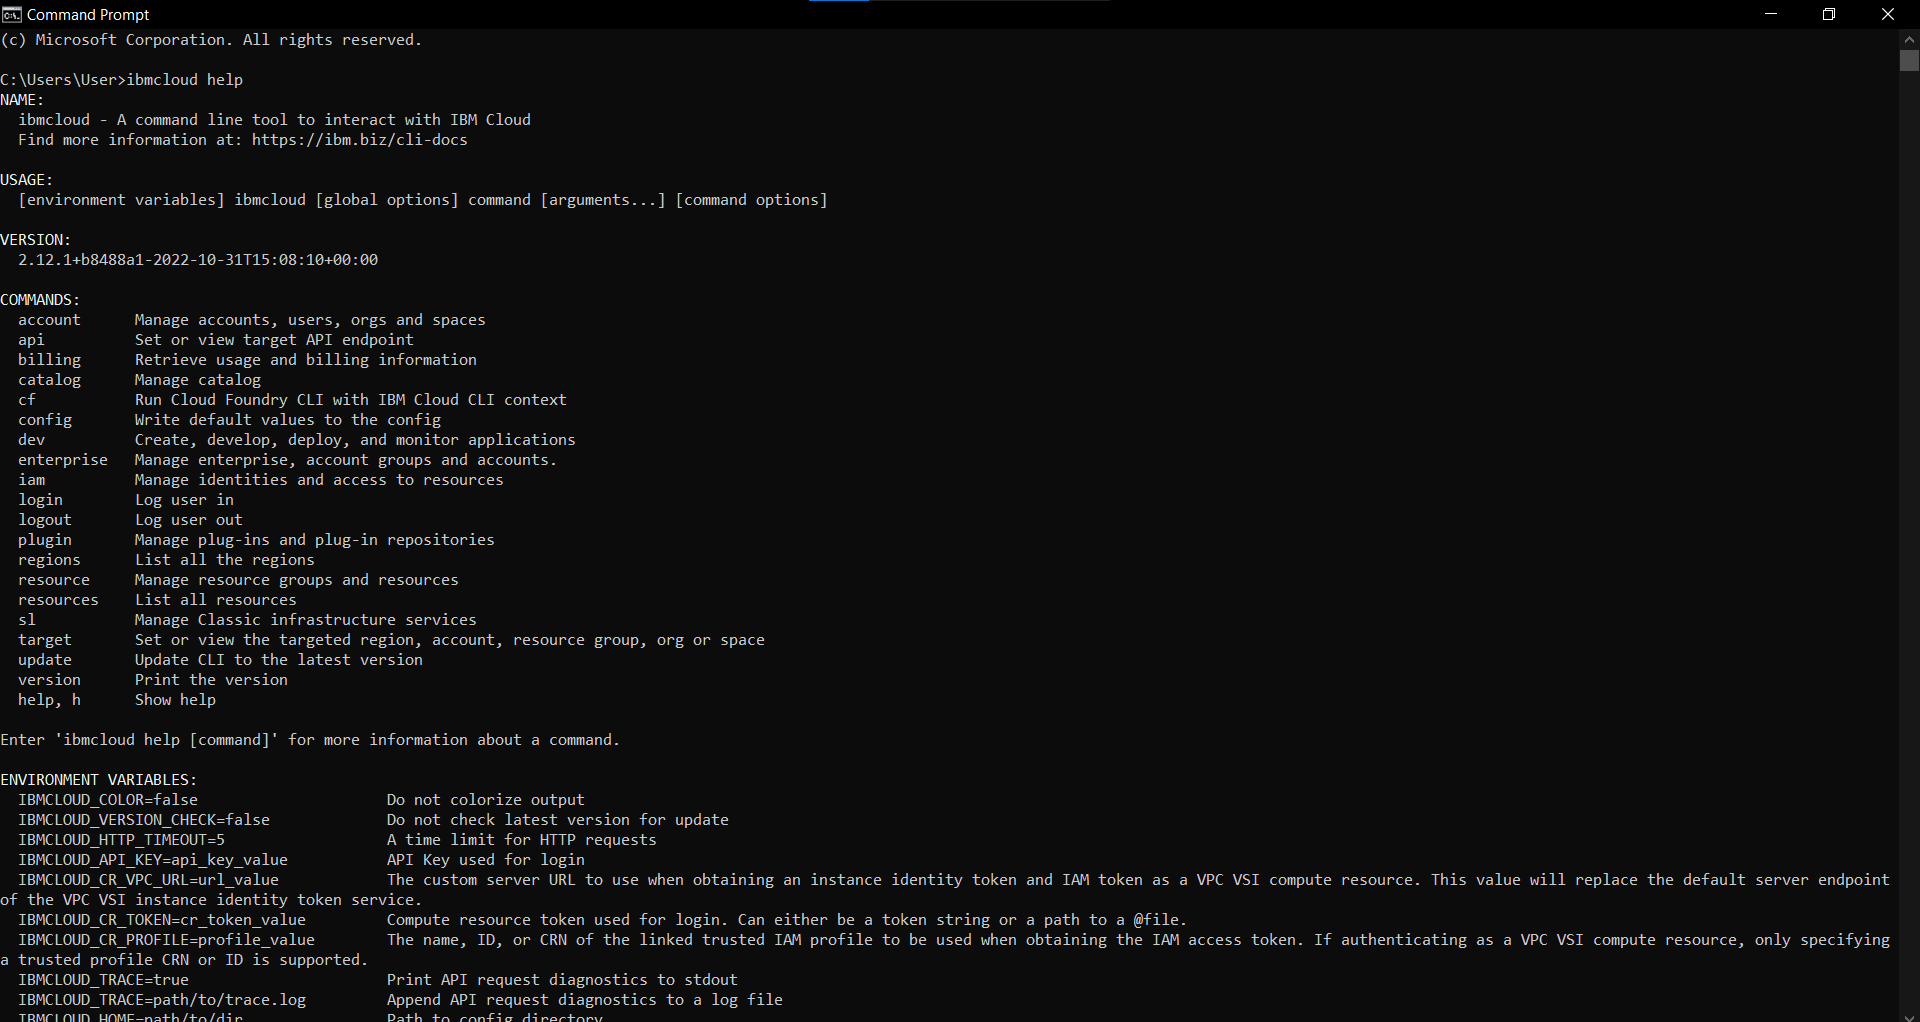 Command Prompt
(c) Microsoft Corporation. All rights reserved.
C:\Users\User>ibmcloud help
NAME:
ibmcloud - A command line tool to interact with IBM Cloud
Find more information at: https://ibm.biz/cli-docs
USAGE:
[environment variables] ibmcloud [global options] command [arguments...] [command options]
VERSION:
2.12.1+b8488a1-2022-10-31T15:08:10+00:00
COMMANDS:
account Manage accounts, users, orgs and spaces
api Set or view target API endpoint
billing Retrieve usage and billing information
catalog Manage catalog
cf Run Cloud Foundry CLI with IBM Cloud CLI context
config Write default values to the config
dev Create, develop, deploy, and monitor applications
enterprise Manage enterprise, account groups and accounts.
iam Manage identities and access to resources
login Log user in
logout Log user out
plugin Manage plug-ins and plug-in repositories
regions List all the regions
resource Manage resource groups and resources
resources List all resources
sl Manage Classic infrastructure services
target Set or view the targeted region, account, resource group, org or space
update Update CLI to the latest version
version Print the version
help, h Show help
Enter 'ibmcloud help [command]' for more information about a command.
ENVIRONMENT VARIABLES:
IBMCLOUD_COLOR=false Do not colorize output
IBMCLOUD_VERSION_CHECK=false Do not check latest version for update
IBMCLOUD_HTTP_TIMEOUT=5 A time limit for HTTP requests
IBMCLOUD_API_KEY=api_key_value API Key used for login
IBMCLOUD_CR_VPC_URL=url_value The custom server URL to use when obtaining an instance identity token and IAM token as a VPC VSI compute resource. This value will replace the default server endpoint
of the VPC VSI instance identity token service.
IBMCLOUD_CR_TOKEN=cr_token_value Compute resource token used for login. Can either be a token string or a path to a @file.
IBMCLOUD_CR_PROFILE=profile_value The name, ID, or CRN of the linked trusted IAM profile to be used when obtaining the IAM access token. If authenticating as a VPC VSI compute resource, only specifying
a trusted profile CRN or ID is supported.
IBMCLOUD_TRACE=true Print API request diagnostics to stdout
IBMCLOUD_TRACE=path/to/trace.log Append API request diagnostics to a log file
IBMCLOUD_HOME=path/to/dir Path to config directory